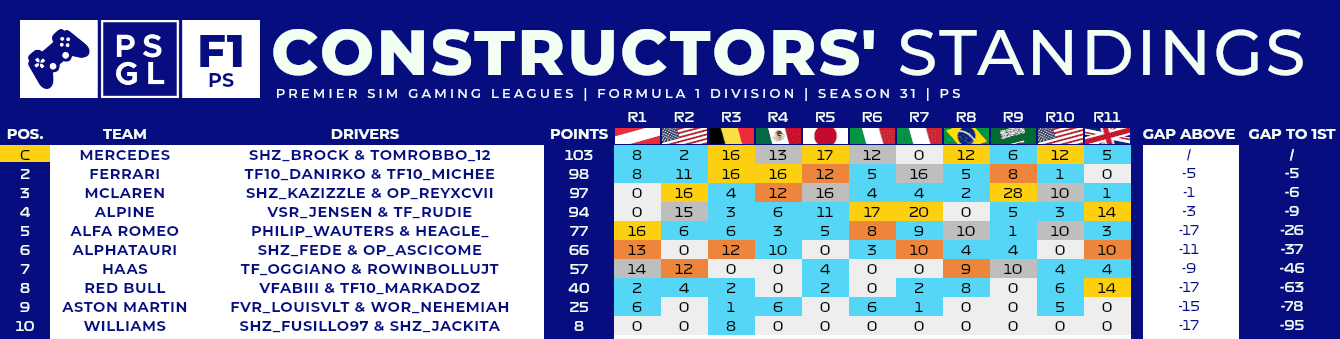 PS GL
F1 PS
CONSTRUCTORS' STANDINGS
PREMIER SIM GAMING LEAGUES | FORMULA 1 DIVISION | SEASON 31 | PS
POS. TEAM DRIVERS POINTS R1 R2 R3 R4 R5 R6 R7 R8 R9 R10 R11 GAP ABOVE GAP TO 1ST
C MERCEDES SHZ_BROCK & TOMROBBO_12 103 8 2 16 13 17 12 0 12 6 12 5 / /
2 FERRARI TF10_DANIRKO & TF10_MICHEE 98 8 11 16 16 12 5 16 5 8 1 0 -5 -5
3 MCLAREN SHZ_KAZIZZLE & OP_REYXCVII 97 0 16 4 12 16 4 4 2 28 10 1 -1 -6
4 ALPINE VSR_JENSEN & TF_RUDIE 94 0 15 3 6 11 17 20 0 5 3 14 -3 -9
5 ALFA ROMEO PHILIP_WAUTERS & HEAGLE_ 77 16 6 6 3 5 8 9 10 1 10 3 -17 -26
6 ALPHATAURI SHZ_FEDE & OP_ASCICOME 66 13 0 12 10 0 3 10 4 4 0 10 -11 -37
7 HAAS TF_OGGIANO & ROWINBOLLUJT 57 14 12 0 0 4 0 0 9 10 4 4 -9 -46
8 RED BULL VFABIII & TF10_MARKADOZ 40 2 4 2 0 2 0 2 8 0 6 14 -17 -63
9 ASTON MARTIN FVR_LOUISVLT & WOR_NEHEMIAH 25 6 0 1 6 0 6 1 0 0 5 0 -15 -78
10 WILLIAMS SHZ_FUSILLO97 & SHZ_JACKITA 8 0 0 8 0 0 0 0 0 0 0 0 -17 -95